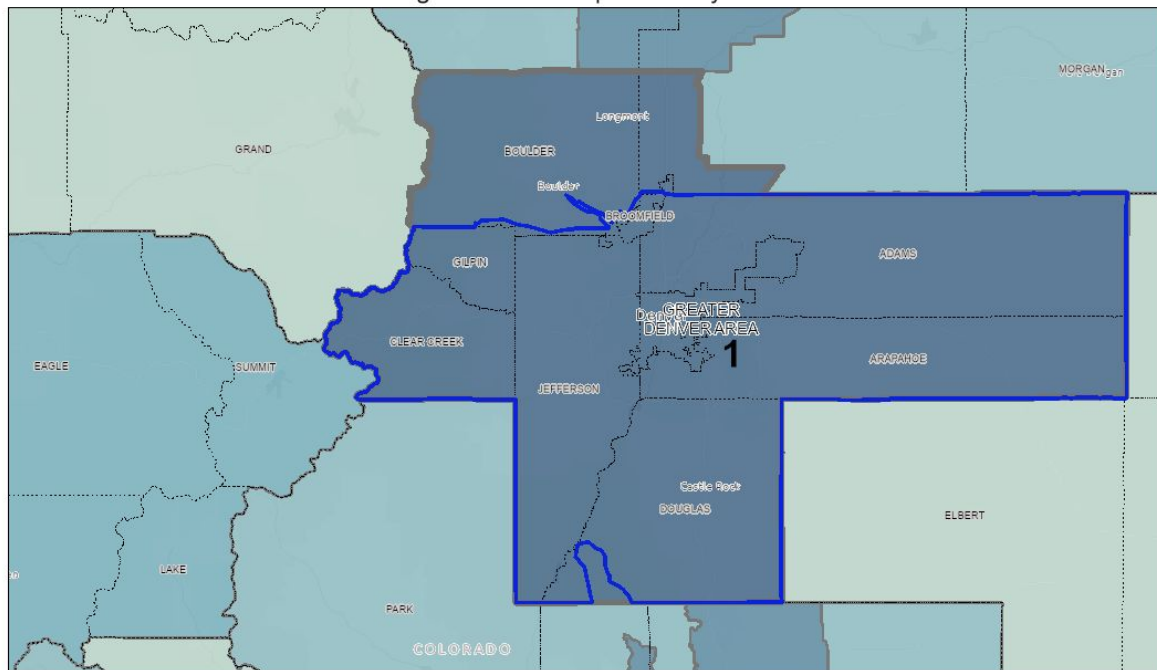 MORGAN
Longmont
GRAND
BOULDER
Boulder
BROOMFIELD
GILPIN
ADAMS
GREATER
DENVER AREA
1
CLEAR CREEK
EAGLE
SUMMIT
JEFFERSON
ARAPAHOE
Castle Rock
DOUGLAS
ELBERT
LAKE
PARK
COLORADO